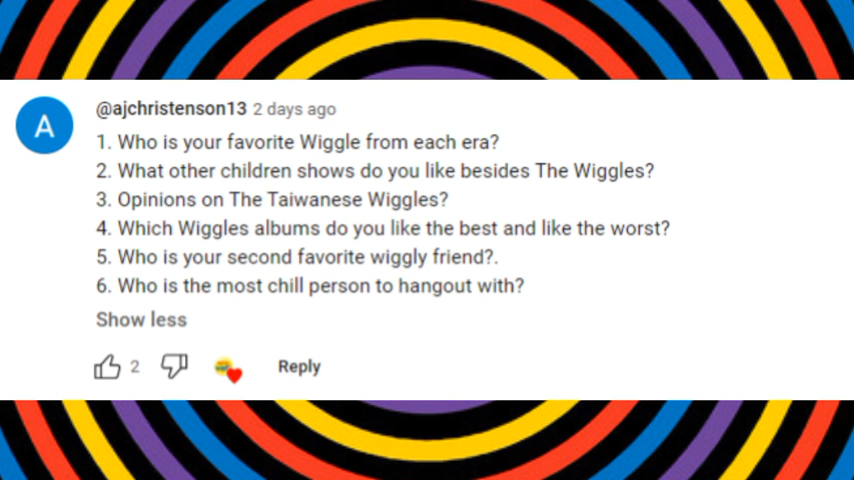 A
@ajchristenson13 2 days ago
1. Who is your favorite Wiggle from each era?
2. What other children shows do you like besides The Wiggles?
3. Opinions on The Taiwanese Wiggles?
4. Which Wiggles albums do you like the best and like the worst?
5. Who is your second favorite wiggly friend?.
6. Who is the most chill person to hangout with?
Show less
2 Reply